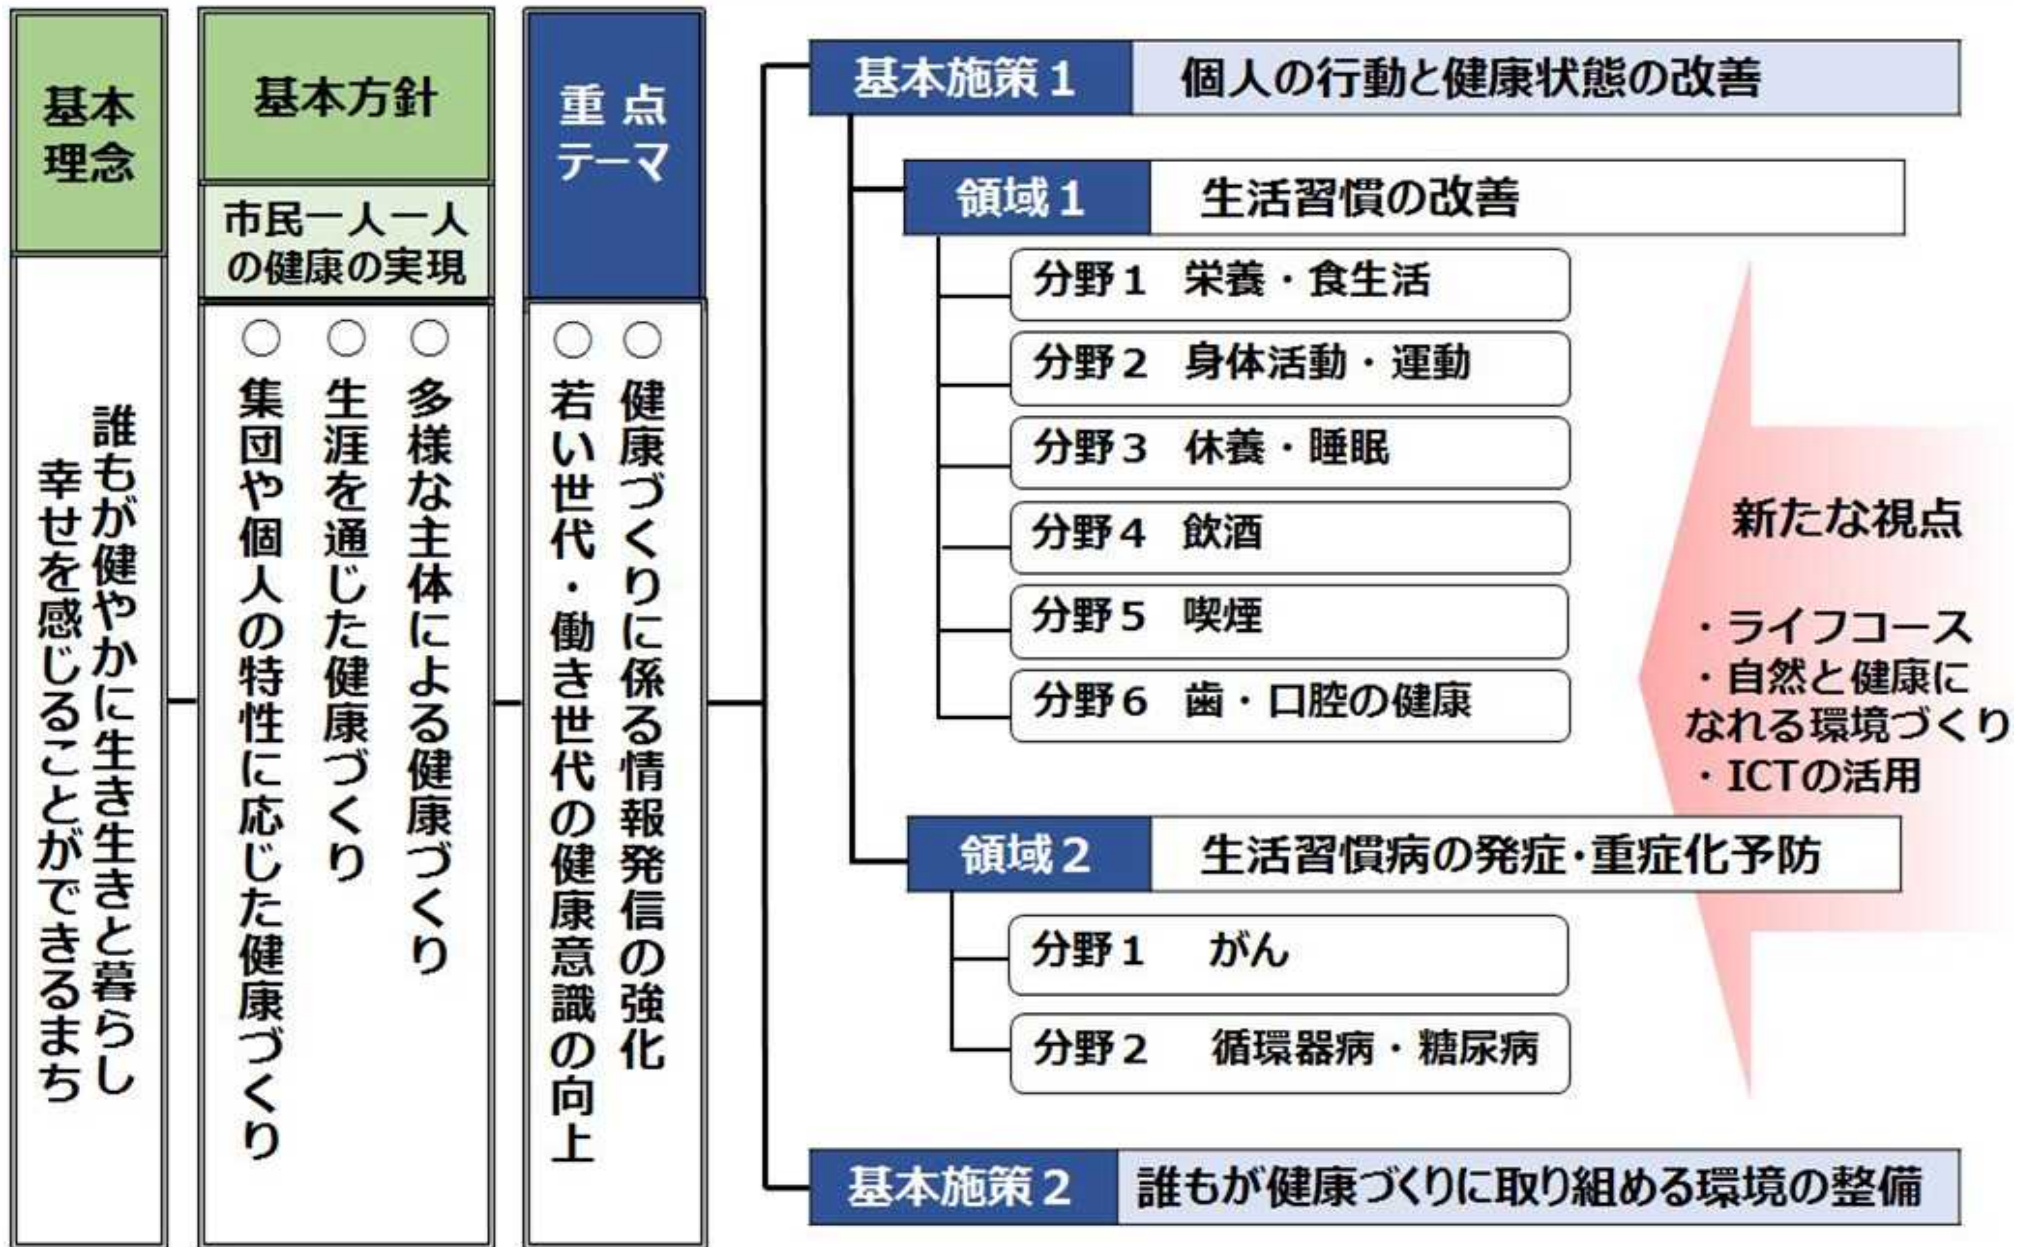 基本
理念
誰もが健やかに生き生きと暮らし
幸せを感じることができるまち
基本方針
市民一人一人
の健康の実現
○多様な主体による健康づくり
○生涯を通じた健康づくり
○集団や個人の特性に応じた健康づくり
重点
テーマ
○健康づくりに係る情報発信の強化
○若い世代・働き世代の健康意識の向上
基本施策1 個人の行動と健康状態の改善
領域1 生活習慣の改善
分野1 栄養・食生活
分野2 身体活動・運動
分野3 休養・睡眠
分野4 飲酒
分野5 喫煙
分野6 歯・口腔の健康
領域2 生活習慣病の発症・重症化予防
分野1 がん
分野2 循環器病・糖尿病
基本施策2 誰もが健康づくりに取り組める環境の整備
新たな視点
・ライフコース
・自然と健康に
なれる環境づくり
・ICTの活用